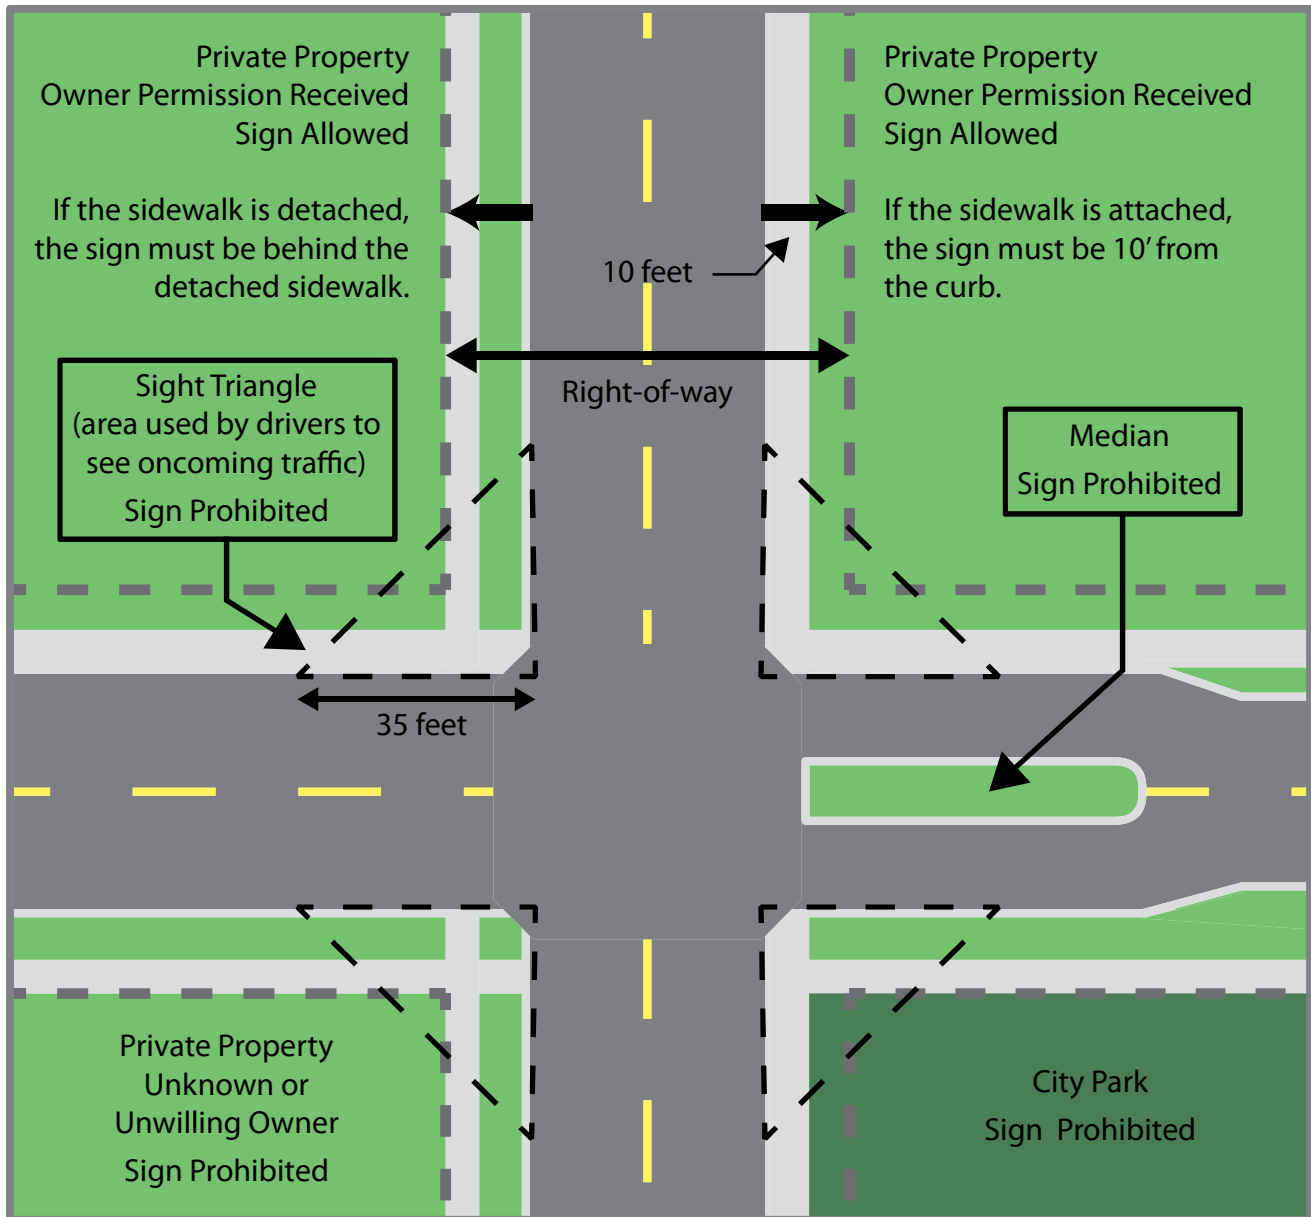 Private Property
Owner Permission Received
Sign Allowed
If the sidewalk is detached,
the sign must be behind the
detached sidewalk.
Private Property
Owner Permission Received
Sign Allowed
If the sidewalk is attached,
the sign must be 10’ from
the curb.
10 feet
Right-of-way
Sight Triangle
(area used by drivers to
see oncoming traffic)
Sign Prohibited
Median
Sign Prohibited
35 feet
Private Property
Unknown or
Unwilling Owner
Sign Prohibited
City Park
Sign Prohibited